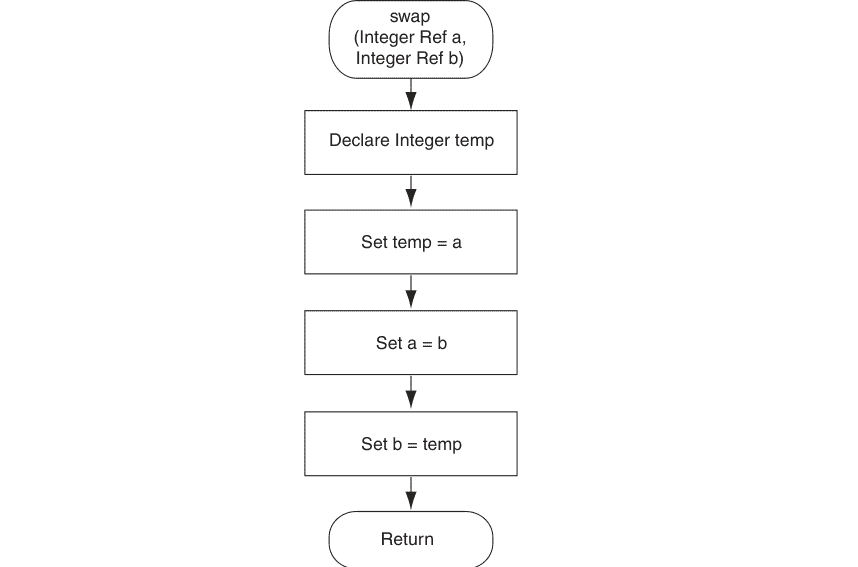 swap
(Integer Ref a,
Integer Ref b)
Declare Integer temp
Set temp = a
Set a = b
Set b = temp
Return